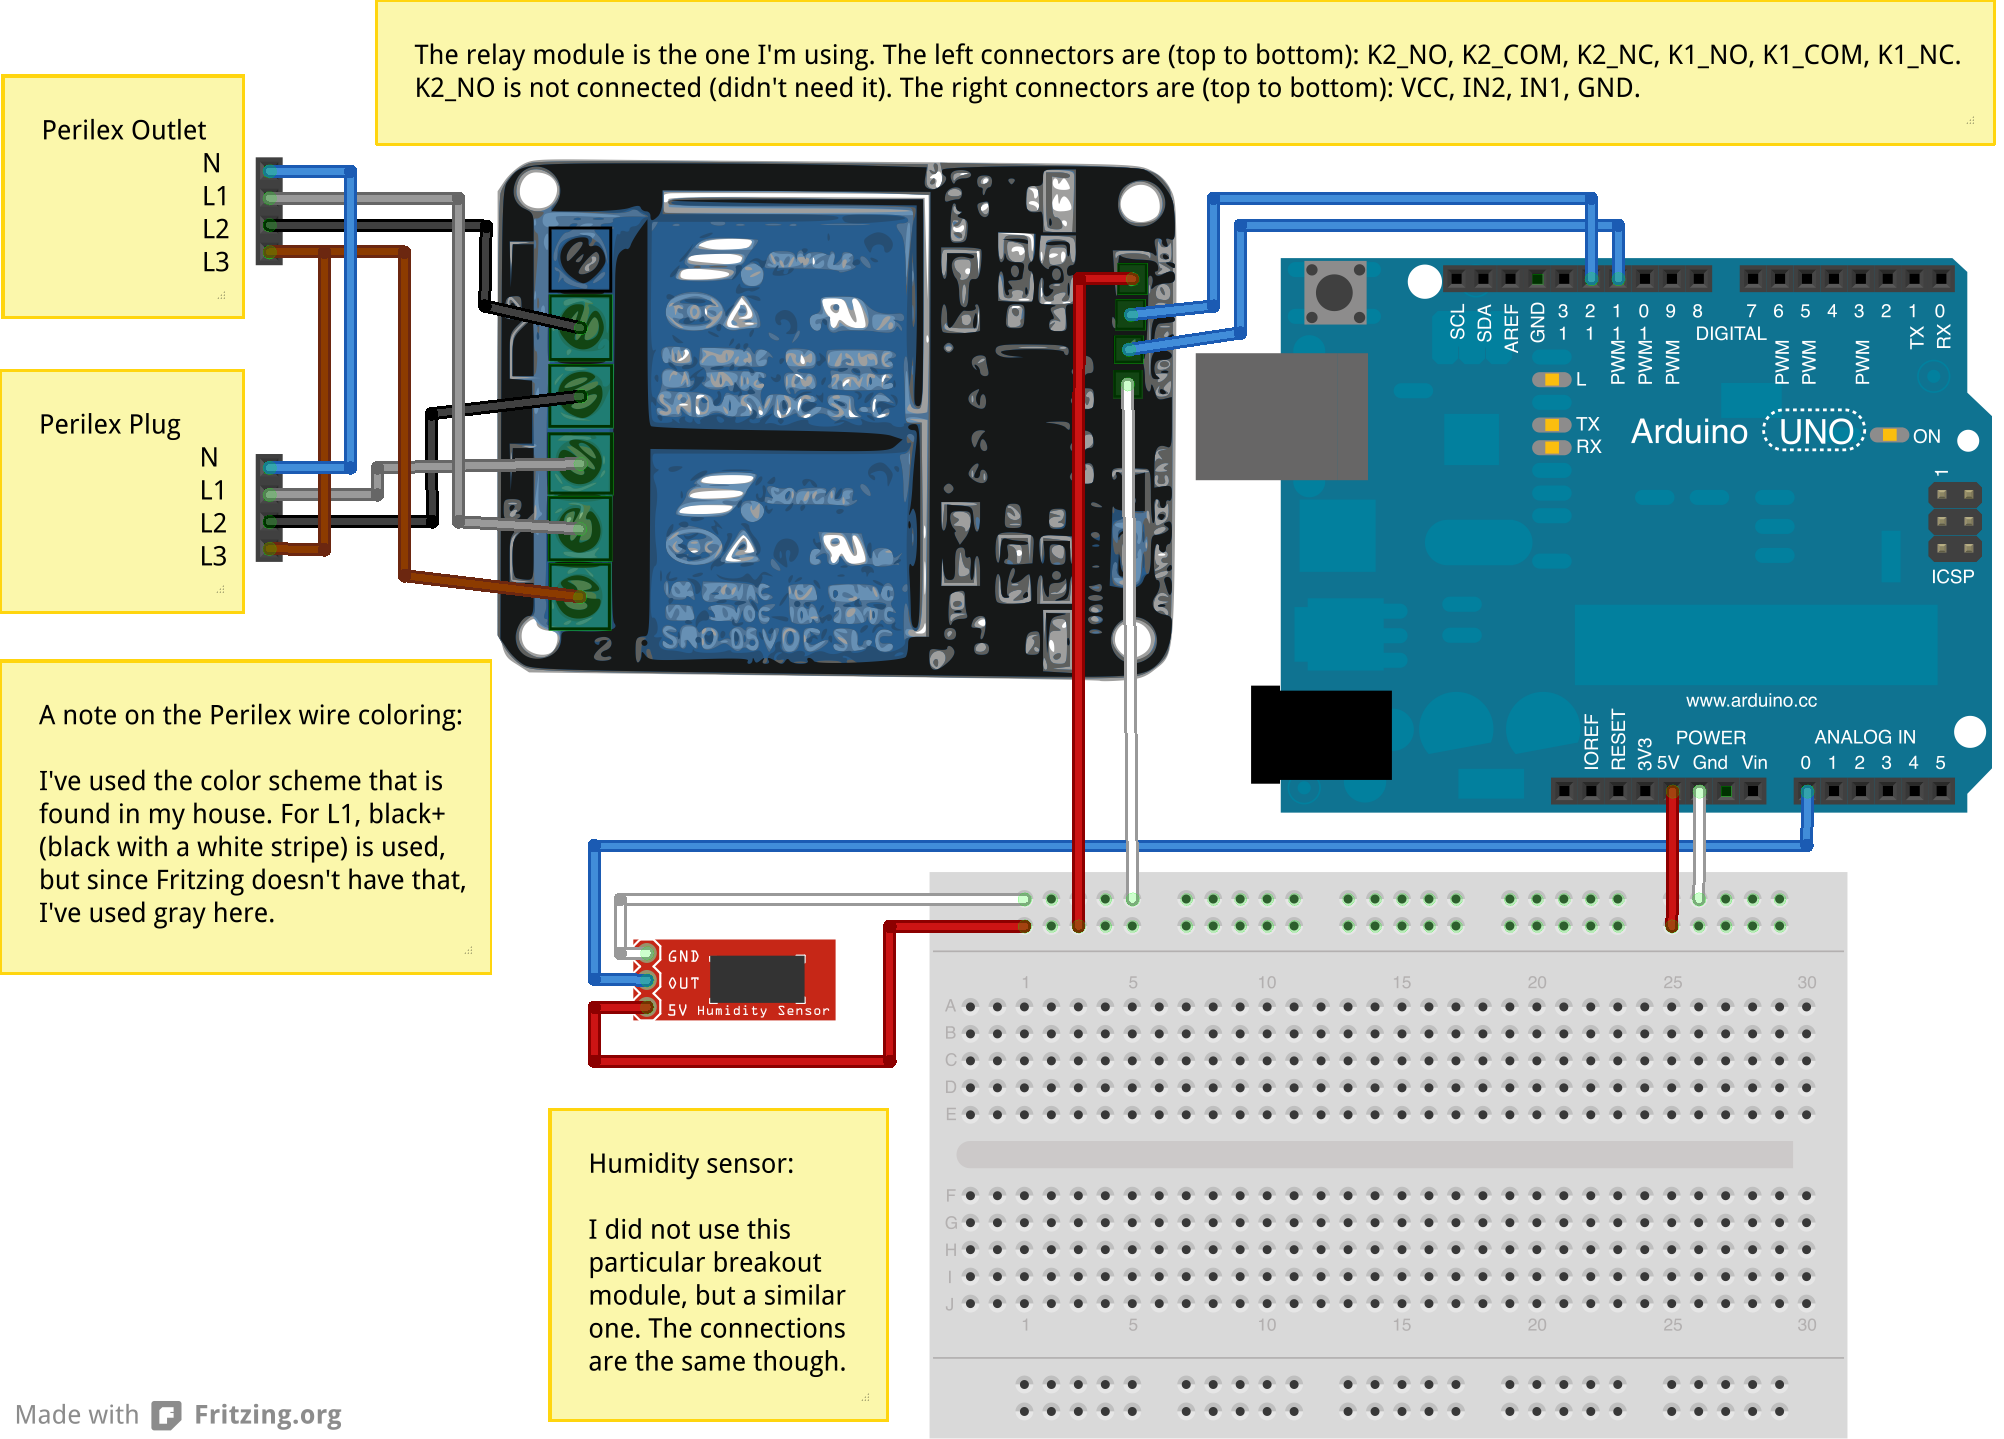 The relay module is the one I'm using. The left connectors are (top to bottom): K2_NO, K2_COM, K2_NC, K1_NO, K1_COM, K1_NC.
K2_NO is not connected (didn't need it). The right connectors are (top to bottom): VCC, IN2, IN1, GND.
Perilex Outlet
N
L1
L2
L3
Perilex Plug
N
L1
L2
L3
A note on the Perilex wire coloring:
I've used the color scheme that is
found in my house. For L1, black+
(black with a white stripe) is used,
but since Fritzing doesn't have that,
I've used gray here.
SONGLE
SRD-05VDC SL-C
SONGLE
SRD-05VDC SL-C
SCL
SDA
AREF
GND
13
12
PWM 11
PWM 10
PWM 9
8
DIGITAL
7
PWM 6
PWM 5
4
PWM 3
2
TX 1
RX 0
L
TX
RX
Arduino UNO
ON
1
ICSP
www.arduino.cc
POWER
ANALOG IN
IOREF
RESET
3V3
5V Gnd Vin
0 1 2 3 4 5
GND
OUT
5V Humidity Sensor
1 5 10 15 20 25 30
A
B
C
D
E
F
G
H
I
J
1 5 10 15 20 25 30
Humidity sensor:
I did not use this
particular breakout
module, but a similar
one. The connections
are the same though.
Made with Fritzing.org